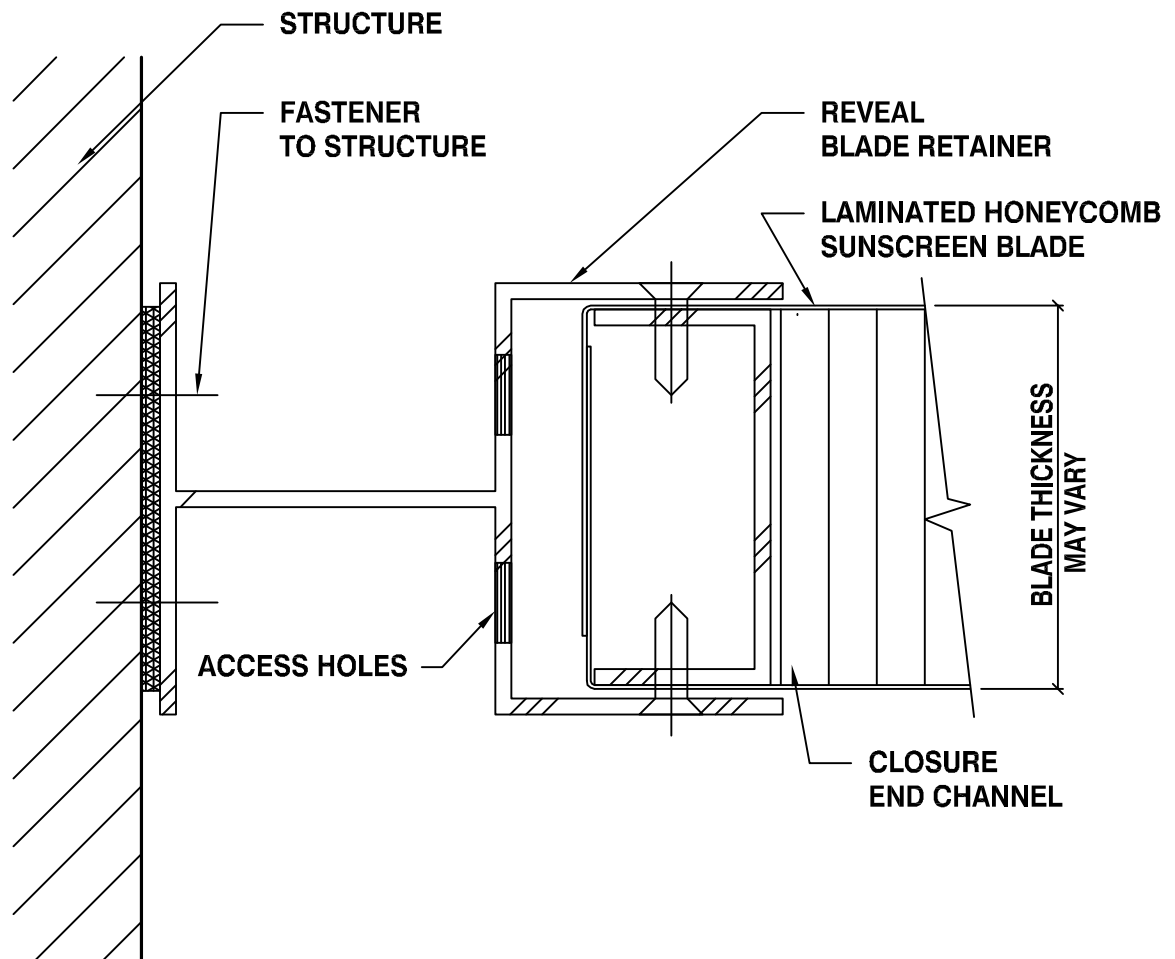 STRUCTURE
FASTENER
TO STRUCTURE
REVEAL
BLADE RETAINER
LAMINATED HONEYCOMB
SUNSCREEN BLADE
BLADE THICKNESS
MAY VARY
ACCESS HOLES
CLOSURE
END CHANNEL